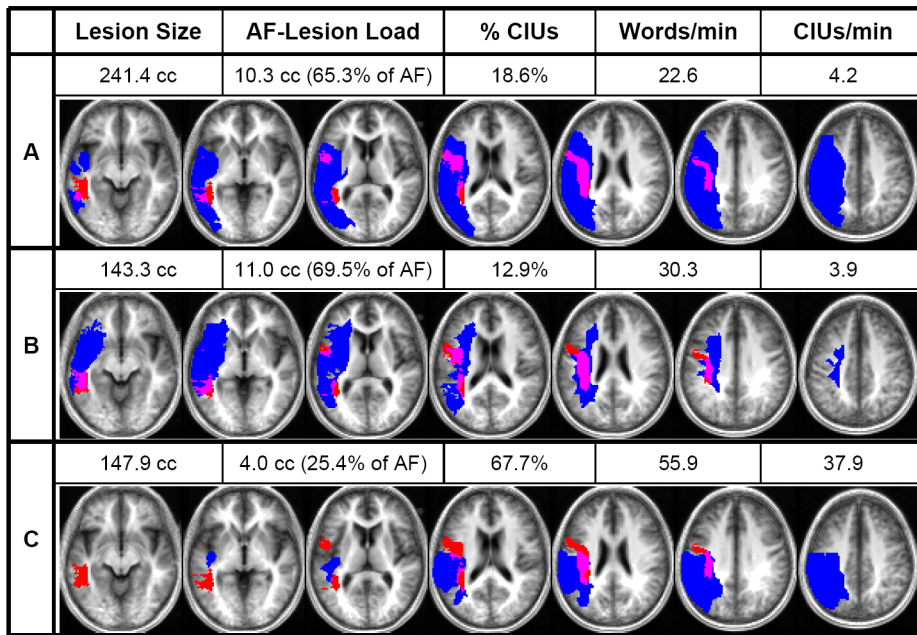 Lesion Size AF-Lesion Load % CIUs Words/min CIUs/min
A
241.4 cc 10.3 cc (65.3% of AF) 18.6% 22.6 4.2
B
143.3 cc 11.0 cc (69.5% of AF) 12.9% 30.3 3.9
C
147.9 cc 4.0 cc (25.4% of AF) 67.7% 55.9 37.9